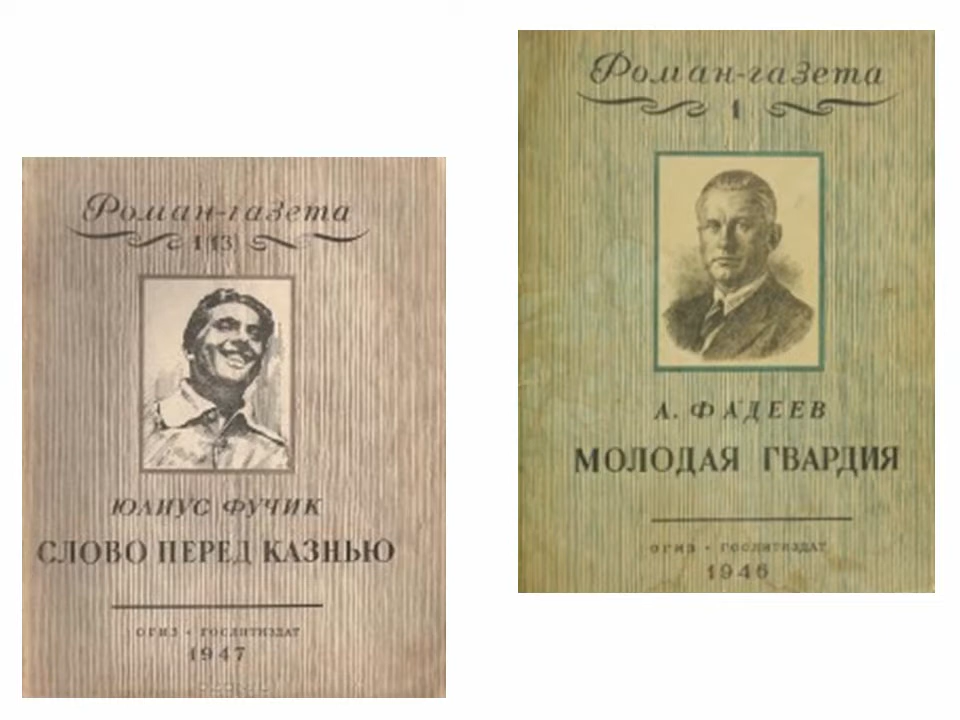 Роман-газета
1 (13)
ЮЛИУС ФУЧИК
СЛОВО ПЕРЕД КАЗНЬЮ
ОГИЗ • ГОСЛИТИЗДАТ
1947
Роман-газета
1
А. ФАДЕЕВ
МОЛОДАЯ ГВАРДИЯ
ОГИЗ • ГОСЛИТИЗДАТ
1946